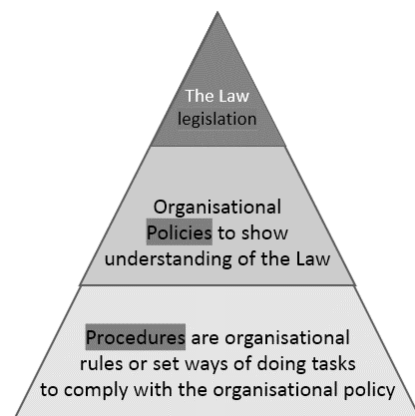 The Law
legislation
Organisational
Policies to show
understanding of the Law
Procedures are organisational
rules or set ways of doing tasks
to comply with the organisational policy